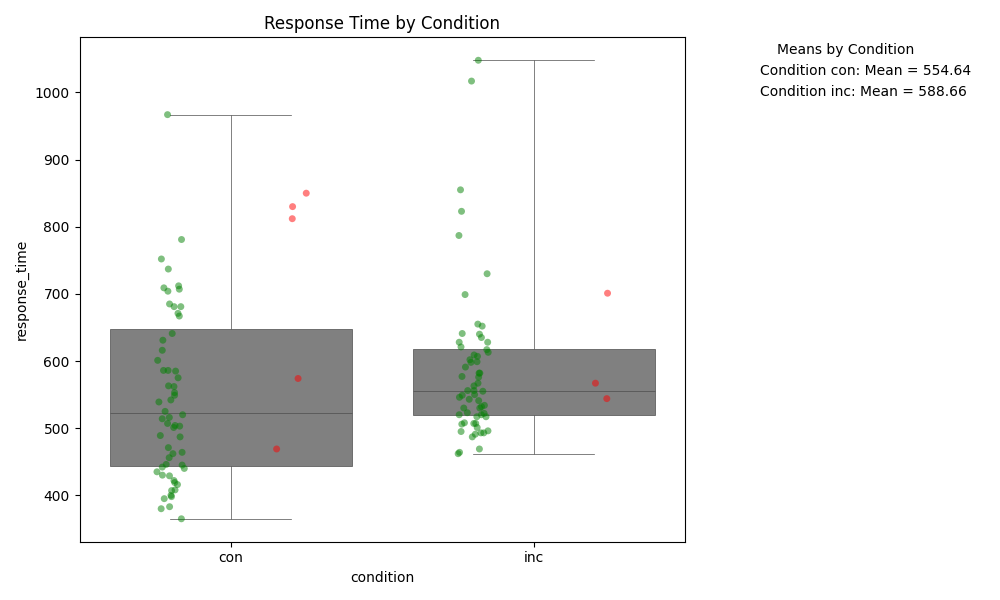 Response Time by Condition
Means by Condition
Condition con: Mean = 554.64
Condition inc: Mean = 588.66
1000
900
800
700
600
500
400
response_time
con
inc
condition